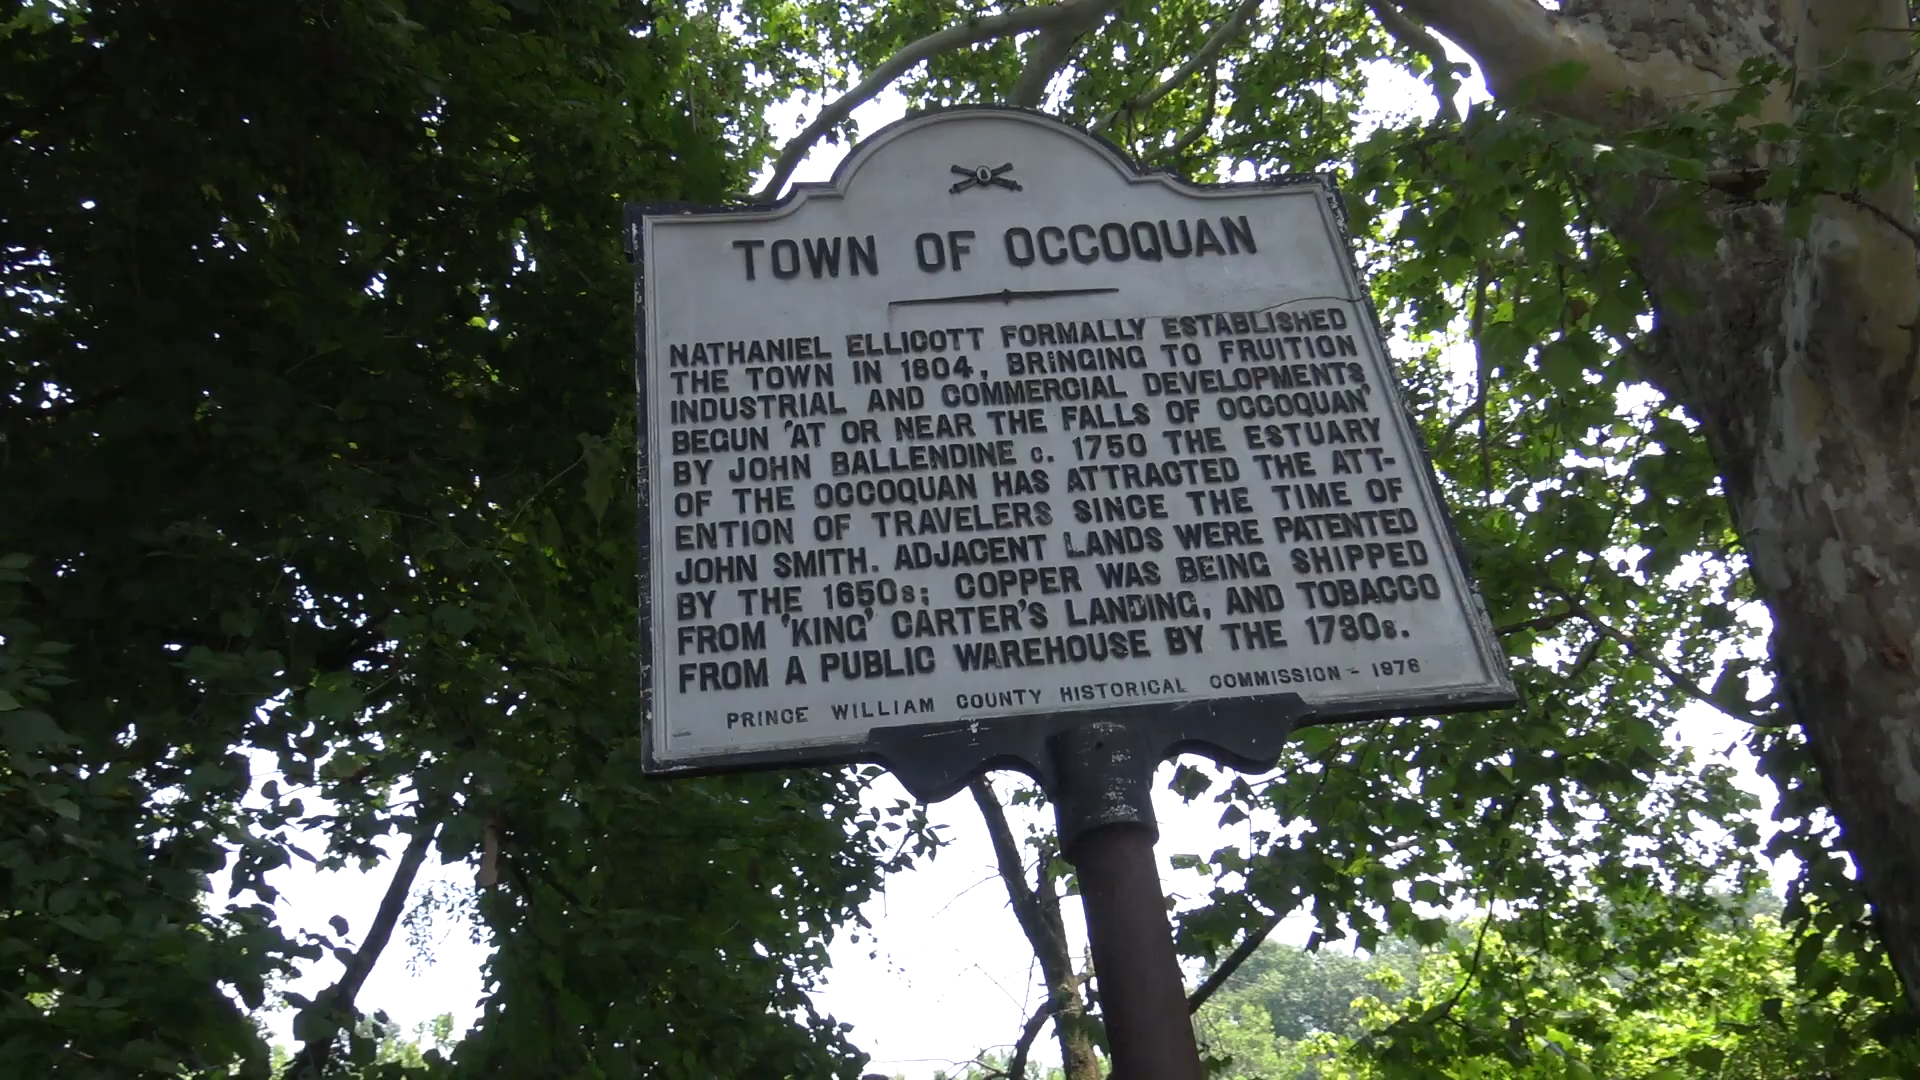 TOWN OF OCCOQUAN
NATHANIEL ELLICOTT FORMALLY ESTABLISHED
THE TOWN IN 1804, BRINGING TO FRUITION
INDUSTRIAL AND COMMERCIAL DEVELOPMENTS
BEGUN 'AT OR NEAR THE FALLS OF OCCOQUAN'
BY JOHN BALLENDINE c. 1750 THE ESTUARY
OF THE OCCOQUAN HAS ATTRACTED THE ATT-
ENTION OF TRAVELERS SINCE THE TIME OF
JOHN SMITH. ADJACENT LANDS WERE PATENTED
BY THE 1650s; COPPER WAS BEING SHIPPED
FROM 'KING' CARTER'S LANDING, AND TOBACCO
FROM A PUBLIC WAREHOUSE BY THE 1780s.
PRINCE WILLIAM COUNTY HISTORICAL COMMISSION - 1976